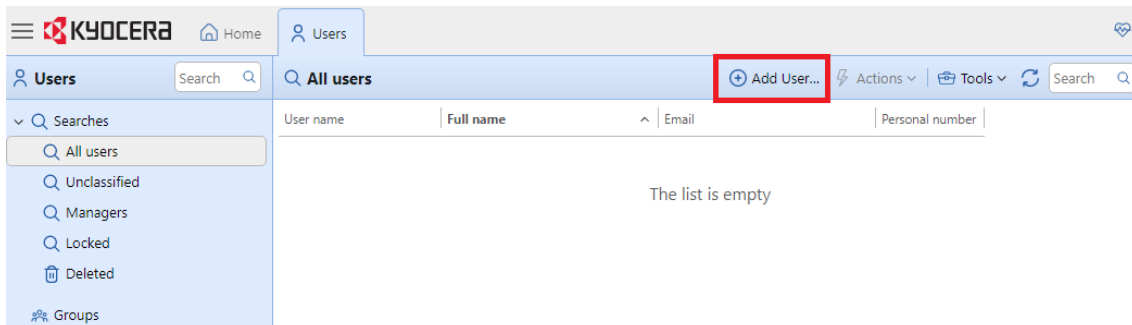 KYOCERA Home Users
Users Search All users Add User... Actions Tools Search
Searches User name Full name Email Personal number
All users
Unclassified The list is empty
Managers
Locked
Deleted
Groups